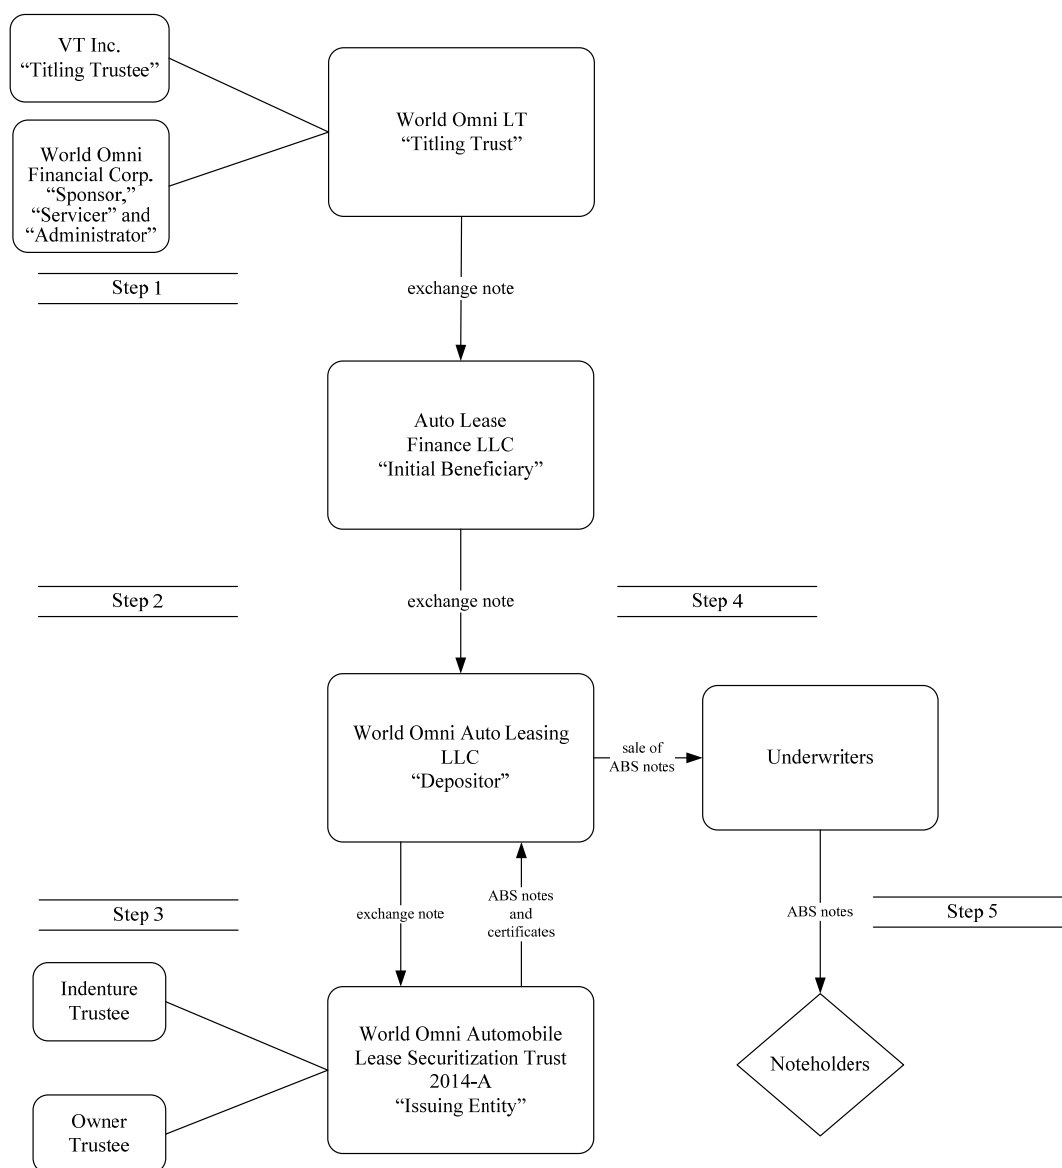 VT Inc.
“Titling Trustee”
World Omni LT
“Titling Trust”
World Omni
Financial Corp.
“Sponsor,”
“Servicer” and
“Administrator”
Step 1
exchange note
Auto Lease
Finance LLC
“Initial Beneficiary”
Step 2
exchange note
Step 4
World Omni Auto Leasing
LLC
“Depositor”
sale of
ABS notes
Underwriters
Step 3
exchange note
ABS notes
and
certificates
ABS notes
Step 5
Indenture
Trustee
World Omni Automobile
Lease Securitization Trust
2014-A
“Issuing Entity”
Noteholders
Owner
Trustee